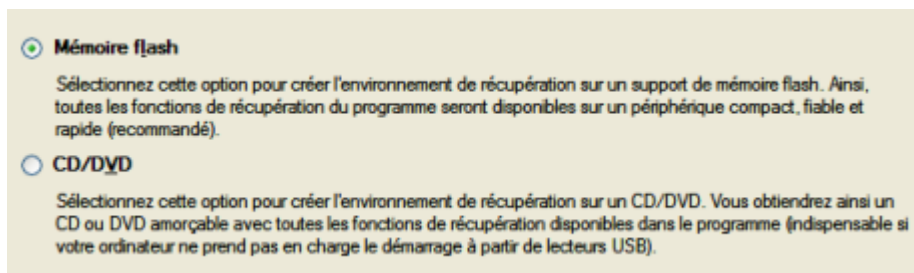 Mémoire flash
Sélectionnez cette option pour créer l'environnement de récupération sur un support de mémoire flash. Ainsi,
toutes les fonctions de récupération du programme seront disponibles sur un périphérique compact, fiable et
rapide (recommandé).
CD/DVD
Sélectionnez cette option pour créer l'environnement de récupération sur un CD/DVD. Vous obtiendrez ainsi un
CD ou DVD amorçable avec toutes les fonctions de récupération disponibles dans le programme (indispensable si
votre ordinateur ne prend pas en charge le démarrage à partir de lecteurs USB).